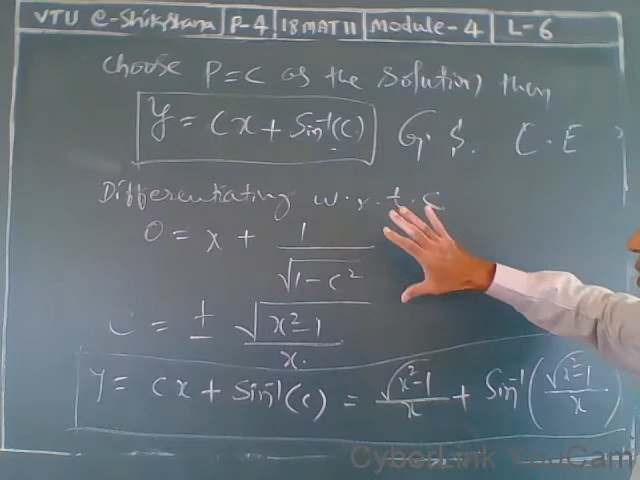 VTU e-Shikshana P-4 18MAT11 Module-4 L-6
Choose P=C as the Solution, then
y = Cx + Sin⁻¹(C) G.S. C.E
Differentiating w.r.t. C
0 = x + 1/√(1-c²)
C = ± √(x²-1)/x.
y = Cx + Sin⁻¹(C) = √(x²-1)/x + Sin⁻¹(√(x²-1)/x)
CyberLink YouCam